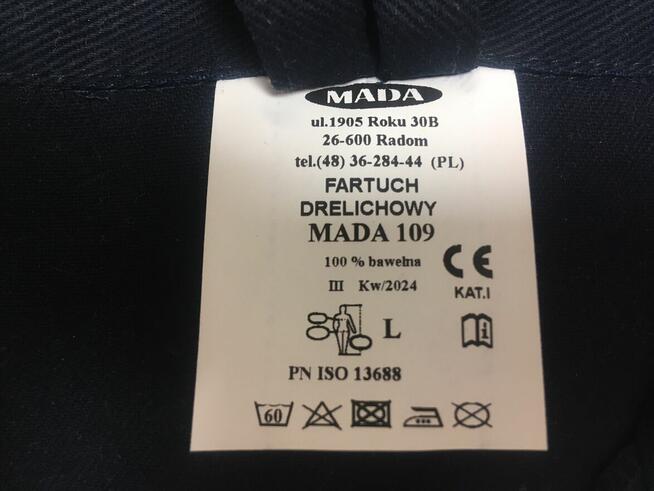 MADA
ul.1905 Roku 30B
26-600 Radom
tel.(48) 36-284-44 (PL)
FARTUCH
DRELICHOWY
MADA 109
100 % bawełna
CE
III Kw/2024
KAT.I
L
i
PN ISO 13688
60